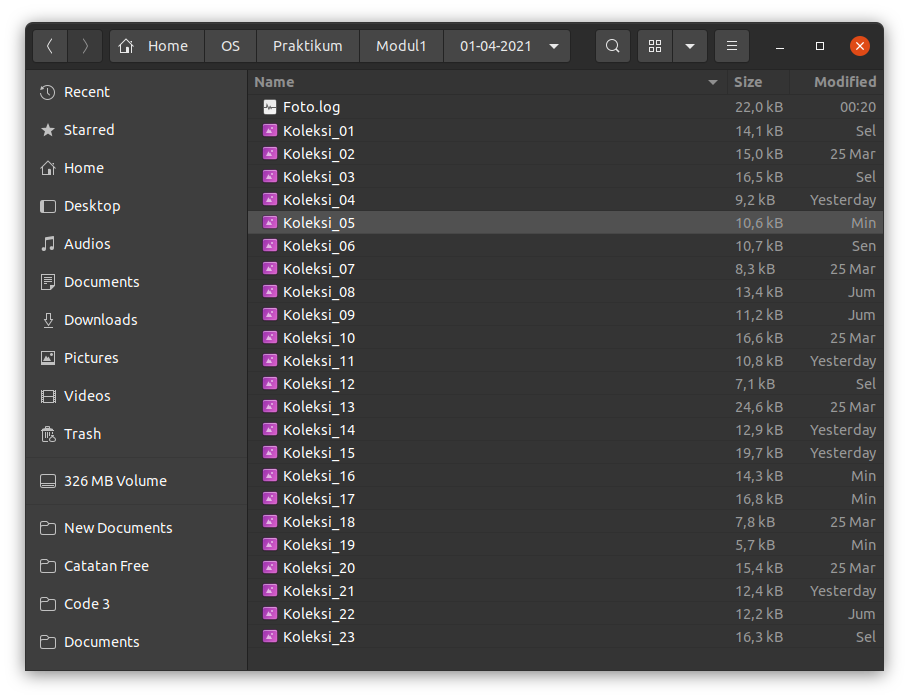 Home OS Praktikum Modul1 01-04-2021
Recent
Starred
Home
Desktop
Audios
Documents
Downloads
Pictures
Videos
Trash
326 MB Volume
New Documents
Catatan Free
Code 3
Documents
Name Size Modified
Foto.log 22,0 kB 00:20
Koleksi_01 14,1 kB Sel
Koleksi_02 15,0 kB 25 Mar
Koleksi_03 16,5 kB Sel
Koleksi_04 9,2 kB Yesterday
Koleksi_05 10,6 kB Min
Koleksi_06 10,7 kB Sen
Koleksi_07 8,3 kB 25 Mar
Koleksi_08 13,4 kB Jum
Koleksi_09 11,2 kB Jum
Koleksi_10 16,6 kB 25 Mar
Koleksi_11 10,8 kB Yesterday
Koleksi_12 7,1 kB Sel
Koleksi_13 24,6 kB 25 Mar
Koleksi_14 12,9 kB Yesterday
Koleksi_15 19,7 kB Yesterday
Koleksi_16 14,3 kB Min
Koleksi_17 16,8 kB Min
Koleksi_18 7,8 kB 25 Mar
Koleksi_19 5,7 kB Min
Koleksi_20 15,4 kB 25 Mar
Koleksi_21 12,4 kB Yesterday
Koleksi_22 12,2 kB Jum
Koleksi_23 16,3 kB Sel